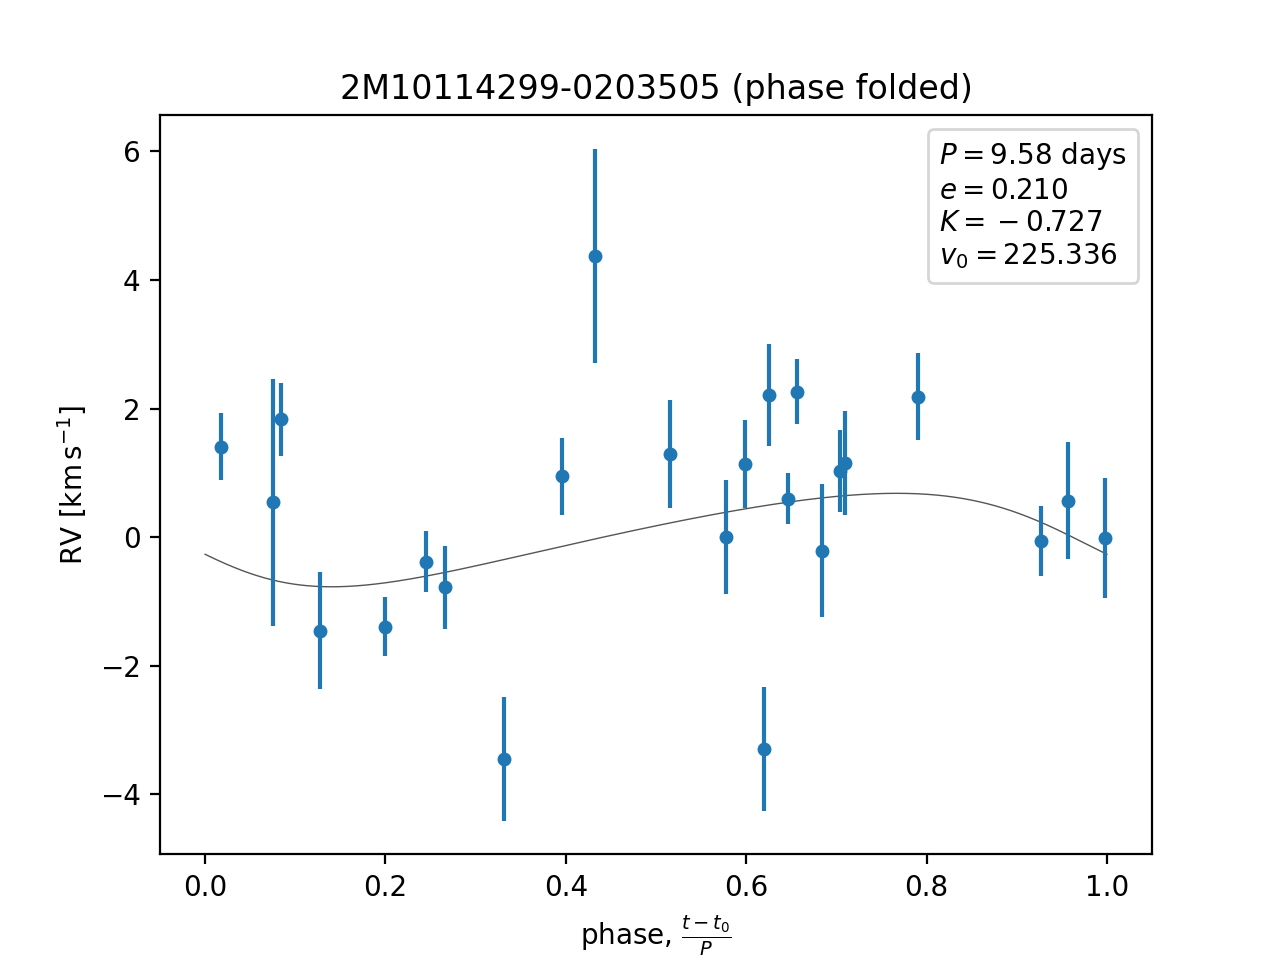 2M10114299-0203505 (phase folded)
P = 9.58 days
e = 0.210
K = −0.727
v₀ = 225.336
RV [km s⁻¹]
6
4
2
0
−2
−4
0.0 0.2 0.4 0.6 0.8 1.0
phase, (t − t₀)/P